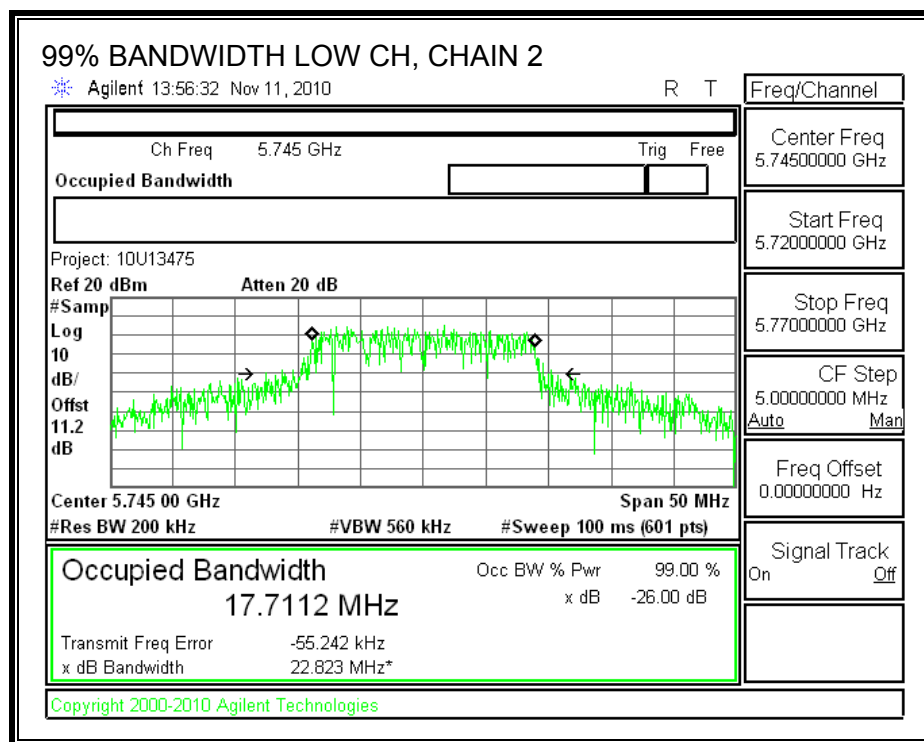 99% BANDWIDTH LOW CH, CHAIN 2
Agilent 13:56:32 Nov 11, 2010 R T
Ch Freq 5.745 GHz Trig Free
Occupied Bandwidth
Project: 10U13475
Ref 20 dBm Atten 20 dB
#Samp
Log
10
dB/
Offst
11.2
dB
Center 5.745 00 GHz Span 50 MHz
#Res BW 200 kHz #VBW 560 kHz #Sweep 100 ms (601 pts)
Occupied Bandwidth Occ BW % Pwr 99.00 %
17.7112 MHz x dB -26.00 dB
Transmit Freq Error -55.242 kHz
x dB Bandwidth 22.823 MHz*
Copyright 2000-2010 Agilent Technologies
Freq/Channel
Center Freq
5.74500000 GHz
Start Freq
5.72000000 GHz
Stop Freq
5.77000000 GHz
CF Step
5.00000000 MHz
Auto Man
Freq Offset
0.00000000 Hz
Signal Track
On Off